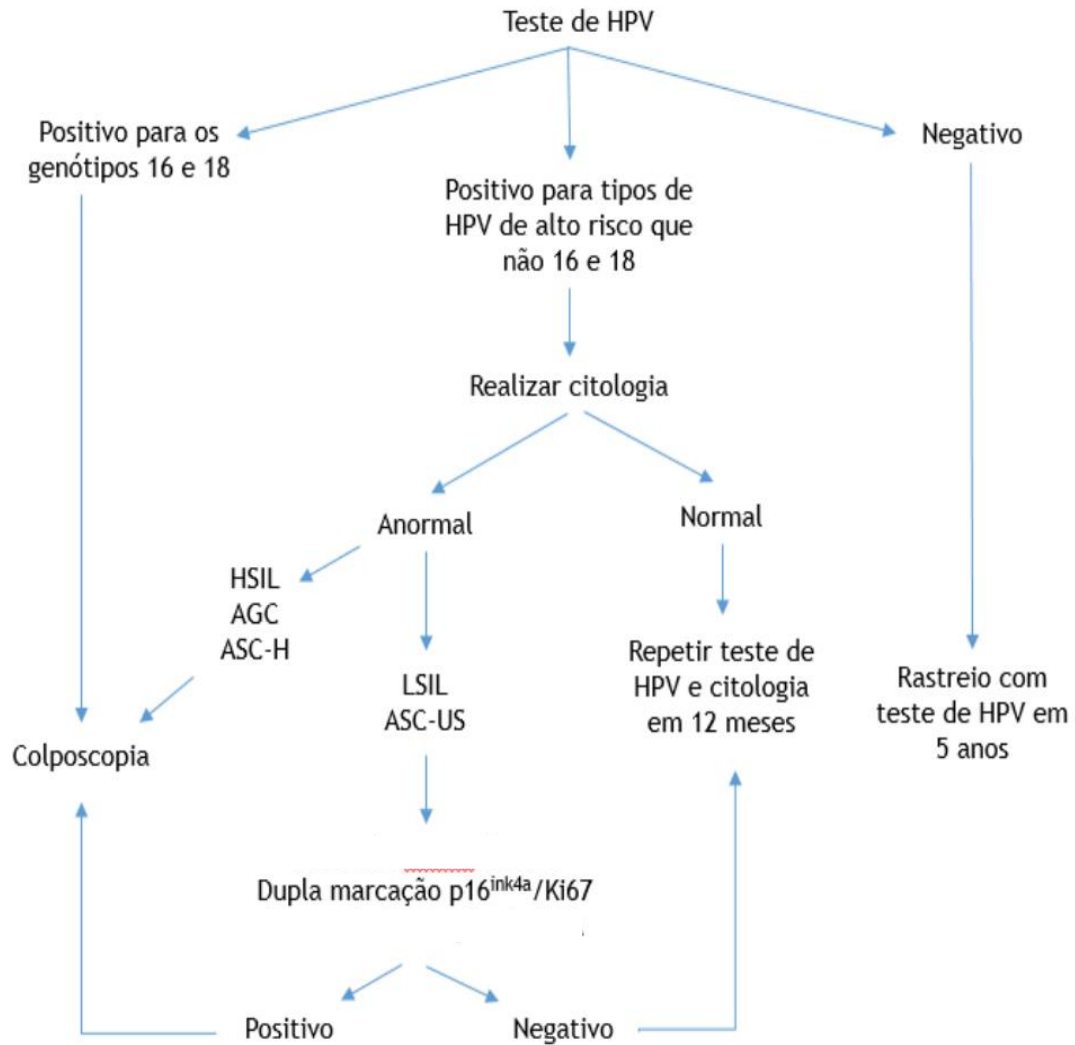 Teste de HPV
Positivo para os
genótipos 16 e 18
Positivo para tipos de
HPV de alto risco que
não 16 e 18
Negativo
Realizar citologia
Anormal
Normal
HSIL
AGC
ASC-H
LSIL
ASC-US
Repetir teste de
HPV e citologia
em 12 meses
Rastreio com
teste de HPV em
5 anos
Colposcopia
Dupla marcação p16ink4a/Ki67
Positivo
Negativo